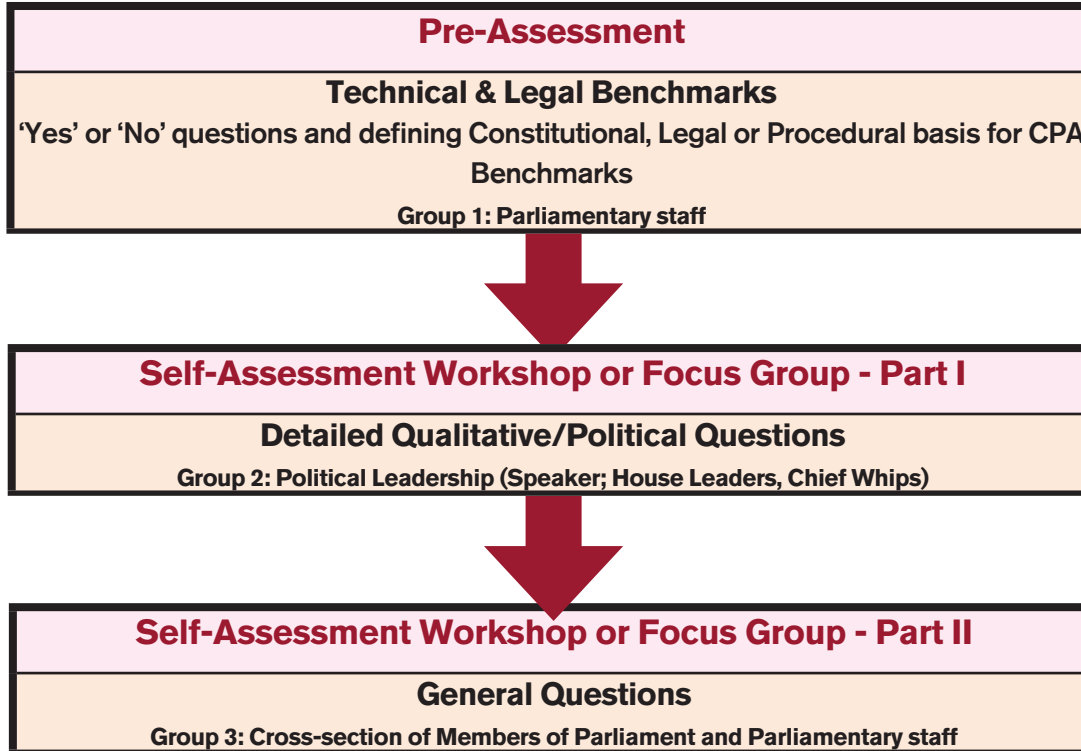 Pre-Assessment
Technical & Legal Benchmarks
‘Yes’ or ‘No’ questions and defining Constitutional, Legal or Procedural basis for CPA
Benchmarks
Group 1: Parliamentary staff
Self-Assessment Workshop or Focus Group - Part I
Detailed Qualitative/Political Questions
Group 2: Political Leadership (Speaker; House Leaders, Chief Whips)
Self-Assessment Workshop or Focus Group - Part II
General Questions
Group 3: Cross-section of Members of Parliament and Parliamentary staff